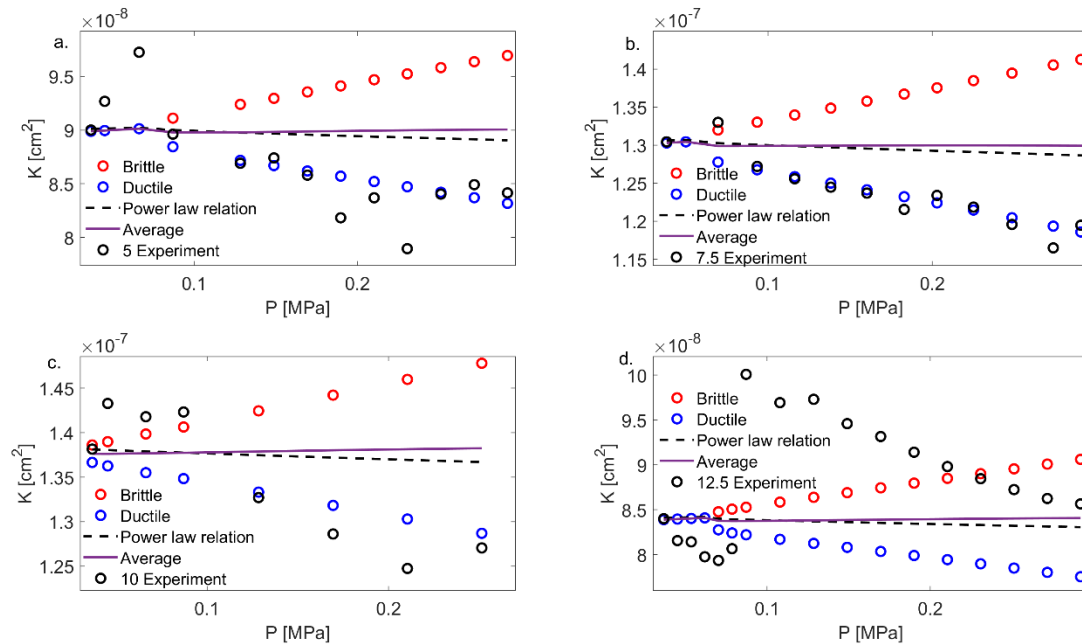 ×10⁻⁸
a.
9.5
9
8.5
8
K [cm²]
Brittle
Ductile
Power law relation
Average
5 Experiment
0.1
0.2
P [MPa]
×10⁻⁷
b.
1.4
1.35
1.3
1.25
1.2
1.15
K [cm²]
Brittle
Ductile
Power law relation
Average
7.5 Experiment
0.1
0.2
P [MPa]
×10⁻⁷
c.
1.45
1.4
1.35
1.3
1.25
K [cm²]
Brittle
Ductile
Power law relation
Average
10 Experiment
0.1
0.2
P [MPa]
×10⁻⁸
d.
10
9.5
9
8.5
8
K [cm²]
Brittle
Ductile
Power law relation
Average
12.5 Experiment
0.1
0.2
P [MPa]